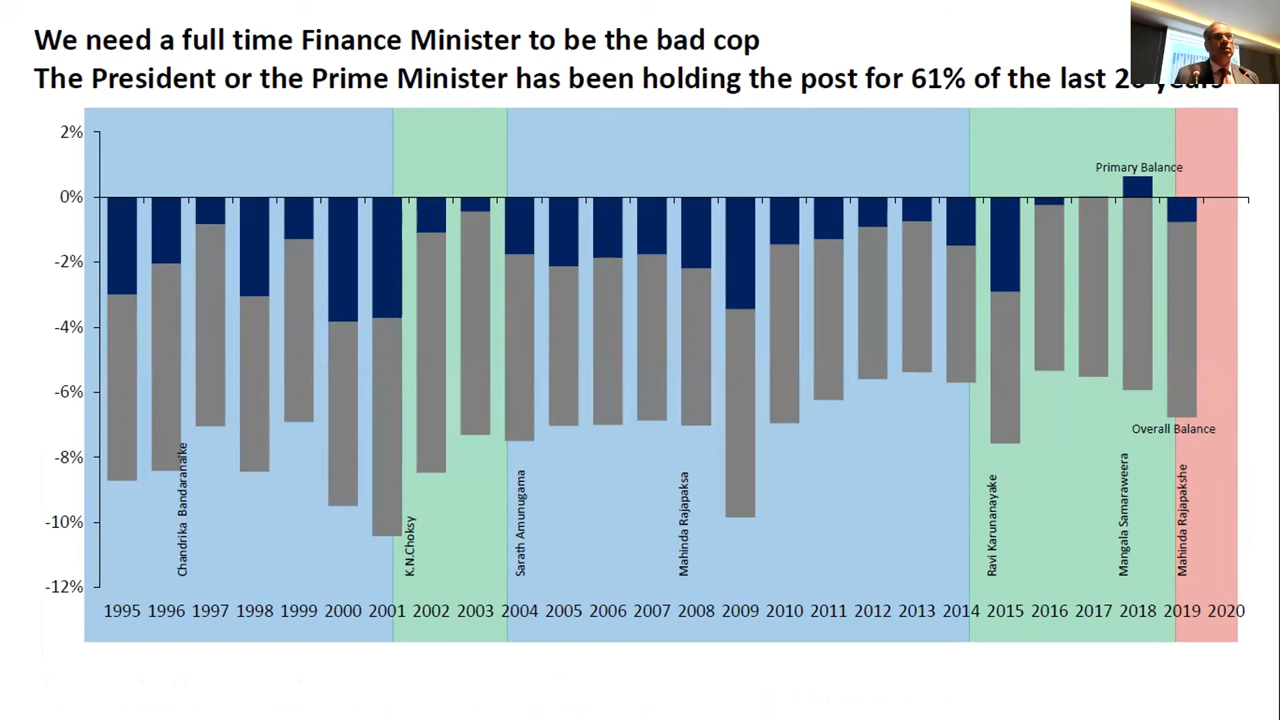 We need a full time Finance Minister to be the bad cop
The President or the Prime Minister has been holding the post for 61% of the last
2%
0%
-2%
-4%
-6%
-8%
-10%
-12%
Primary Balance
Overall Balance
Chandrika Bandaranaike
K.N.Choksy
Sarath Amunugama
Mahinda Rajapaksa
Ravi Karunanayake
Mangala Samaraweera
Mahinda Rajapakshe
1995 1996 1997 1998 1999 2000 2001 2002 2003 2004 2005 2006 2007 2008 2009 2010 2011 2012 2013 2014 2015 2016 2017 2018 2019 2020